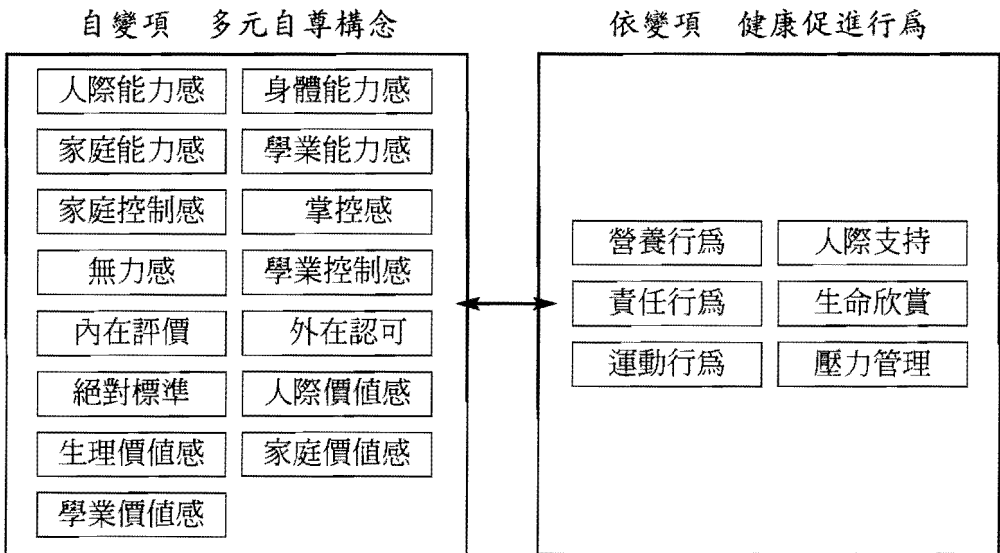 自變項 多元自尊構念
人際能力感 身體能力感
家庭能力感 學業能力感
家庭控制感 掌控感
無力感 學業控制感
內在評價 外在認可
絕對標準 人際價值感
生理價值感 家庭價值感
學業價值感
依變項 健康促進行為
營養行為 人際支持
責任行為 生命欣賞
運動行為 壓力管理